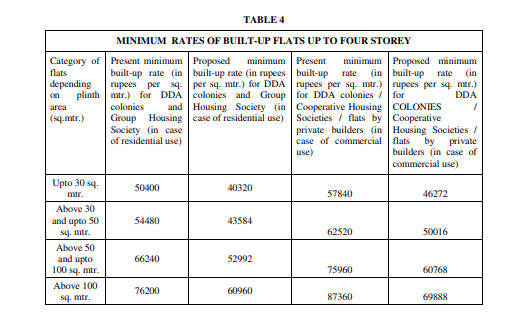 TABLE 4
MINIMUM RATES OF BUILT-UP FLATS UP TO FOUR STOREY
Category of
flats
depending
on plinth
area
(sq.mtr.)
Present minimum
built-up rate (in
rupees per sq.
mtr.) for DDA
colonies and
Group Housing
Society (in case
of residential use)
Proposed minimum
built-up rate (in rupees
per sq. mtr.) for DDA
colonies and Group
Housing Society (in
case of residential use)
Present minimum
built-up rate (in
rupees per sq. mtr.)
for DDA colonies /
Cooperative Housing
Societies / flats by
private builders (in
case of commercial
use)
Proposed minimum
built-up rate (in
rupees per sq. mtr.)
for DDA
COLONIES /
Cooperative
Housing Societies /
flats by private
builders (in case of
commercial use)
Upto 30 sq.
mtr.
50400
40320
57840
46272
Above 30
and upto 50
sq. mtr.
54480
43584
62520
50016
Above 50
and upto
100 sq. mtr.
66240
52992
75960
60768
Above 100
sq. mtr.
76200
60960
87360
69888